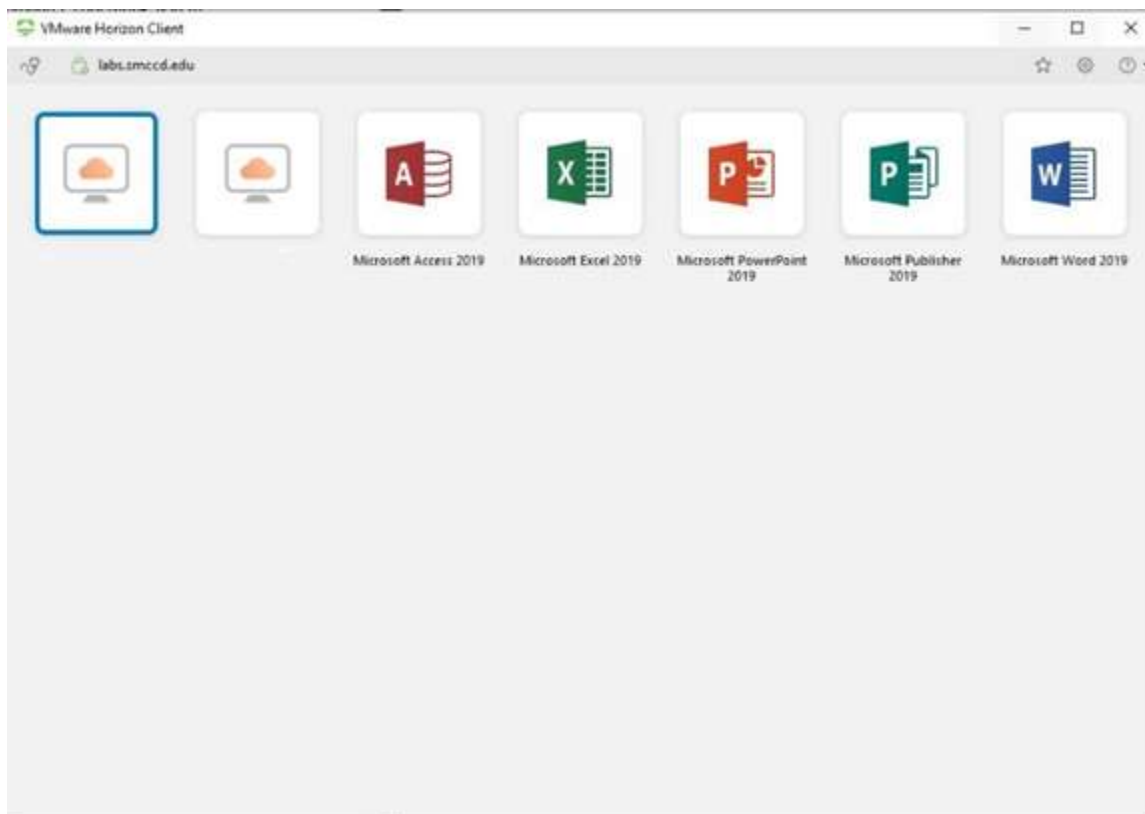 VMware Horizon Client
labs.smccd.edu
A
X
P
P
W
Microsoft Access 2019
Microsoft Excel 2019
Microsoft PowerPoint
2019
Microsoft Publisher
2019
Microsoft Word 2019